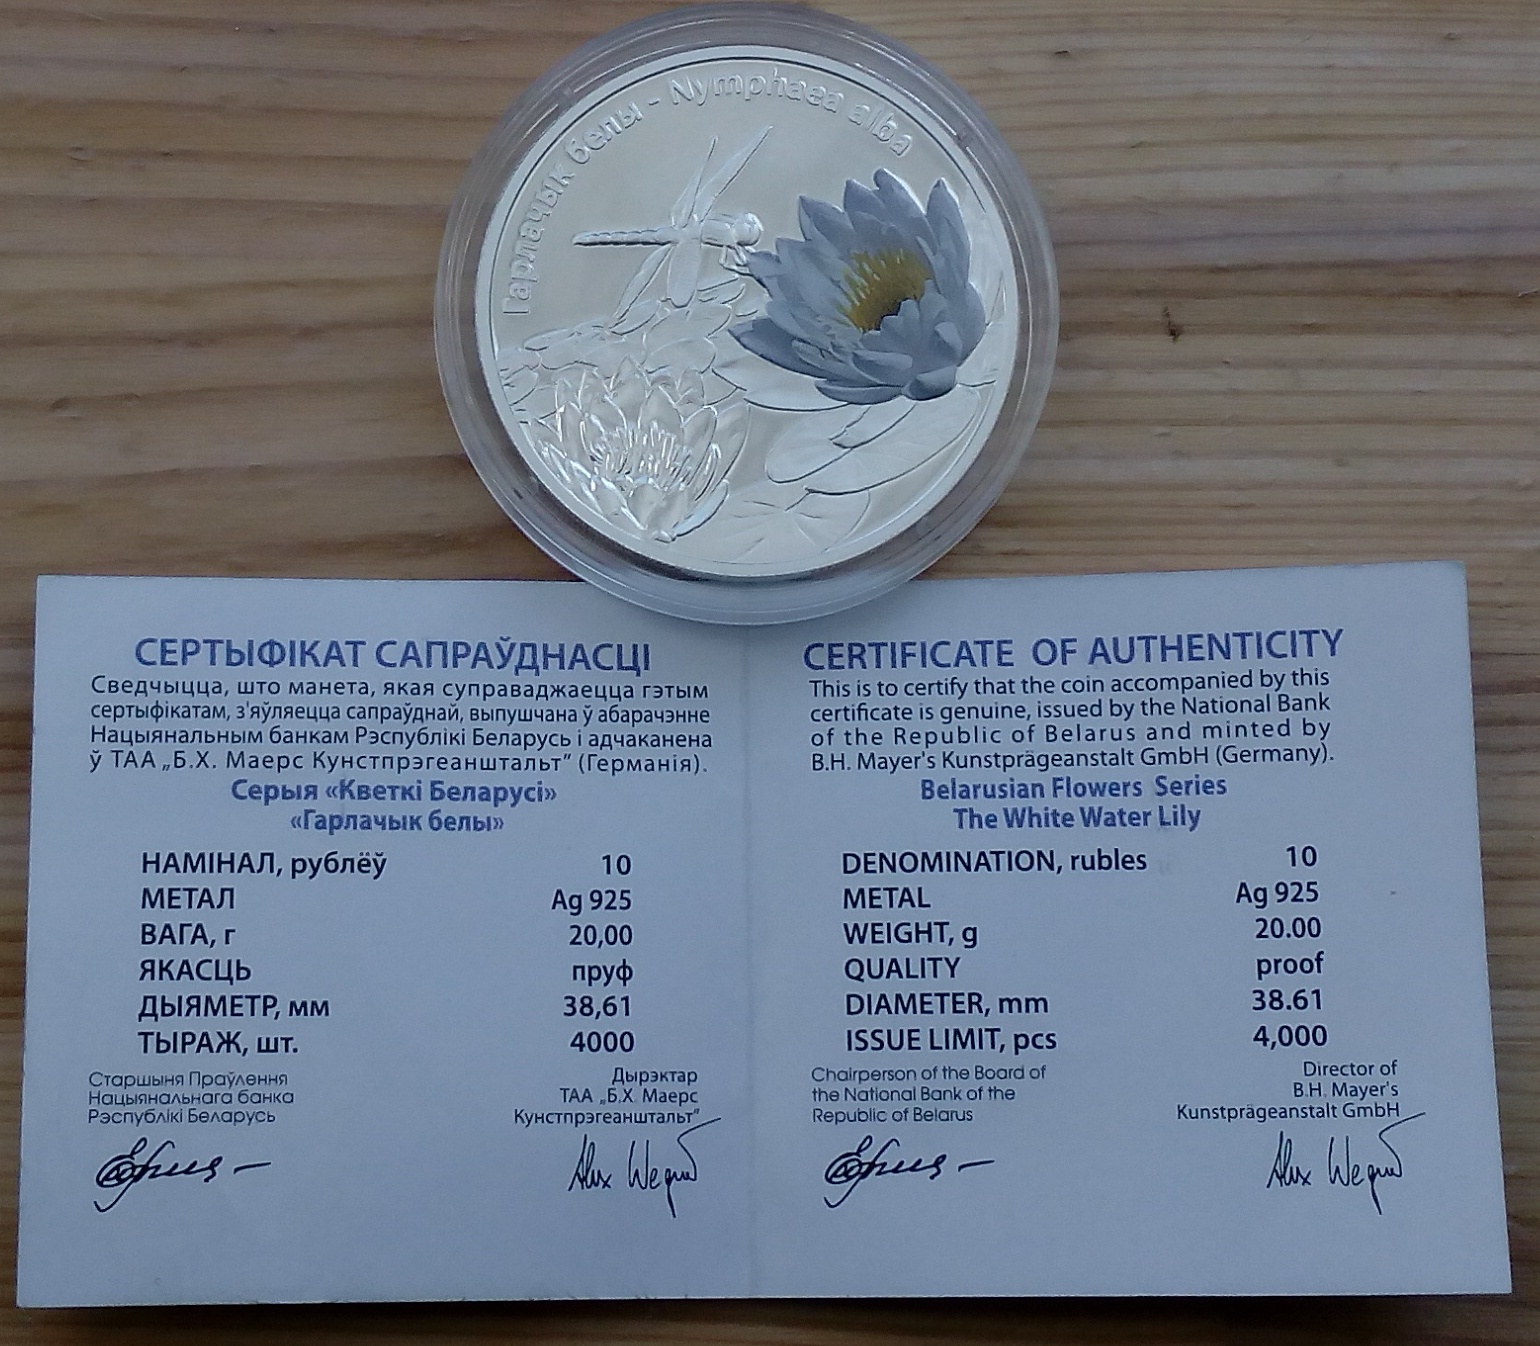 Гарлачык белы - Nymphaea alba
СЕРТЫФІКАТ САПРАЎДНАСЦІ
Сведчыцца, што манета, якая суправаджаецца гэтым
сертыфікатам, з'яўляецца сапраўднай, выпушчана ў абарачэнне
Нацыянальным банкам Рэспублікі Беларусь і адчаканена
ў ТАА „Б.Х. Маерс Кунстпрэгеаншtальт” (Германія).
Серыя «Кветкі Беларусі»
«Гарлачык белы»
НАМІНАЛ, рублёў 10
МЕТАЛ Ag 925
ВАГА, г 20,00
ЯКАСЦЬ пруф
ДЫЯМЕТР, мм 38,61
ТЫРАЖ, шт. 4000
Старшыня Праўлення
Нацыянальнага банка
Рэспублікі Беларусь
Дырэктар
ТАА „Б.Х. Маерс
Кунстпрэгеанштальт”
CERTIFICATE OF AUTHENTICITY
This is to certify that the coin accompanied by this
certificate is genuine, issued by the National Bank
of the Republic of Belarus and minted by
B.H. Mayer's Kunstprägeanstalt GmbH (Germany).
Belarusian Flowers Series
The White Water Lily
DENOMINATION, rubles 10
METAL Ag 925
WEIGHT, g 20.00
QUALITY proof
DIAMETER, mm 38.61
ISSUE LIMIT, pcs 4,000
Chairperson of the Board of
the National Bank of the
Republic of Belarus
Director of
B.H. Mayer's
Kunstprägeanstalt GmbH